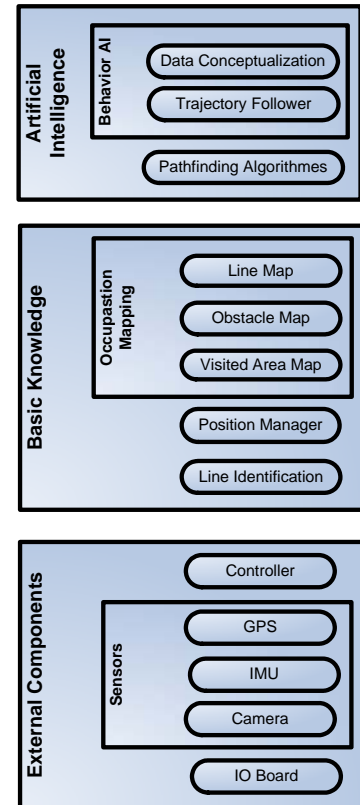 Artificial
Intelligence
Behavior AI
Data Conceptualization
Trajectory Follower
Pathfinding Algorithmes
Basic Knowledge
Occupastion
Mapping
Line Map
Obstacle Map
Visited Area Map
Position Manager
Line Identification
External Components
Controller
Sensors
GPS
IMU
Camera
IO Board